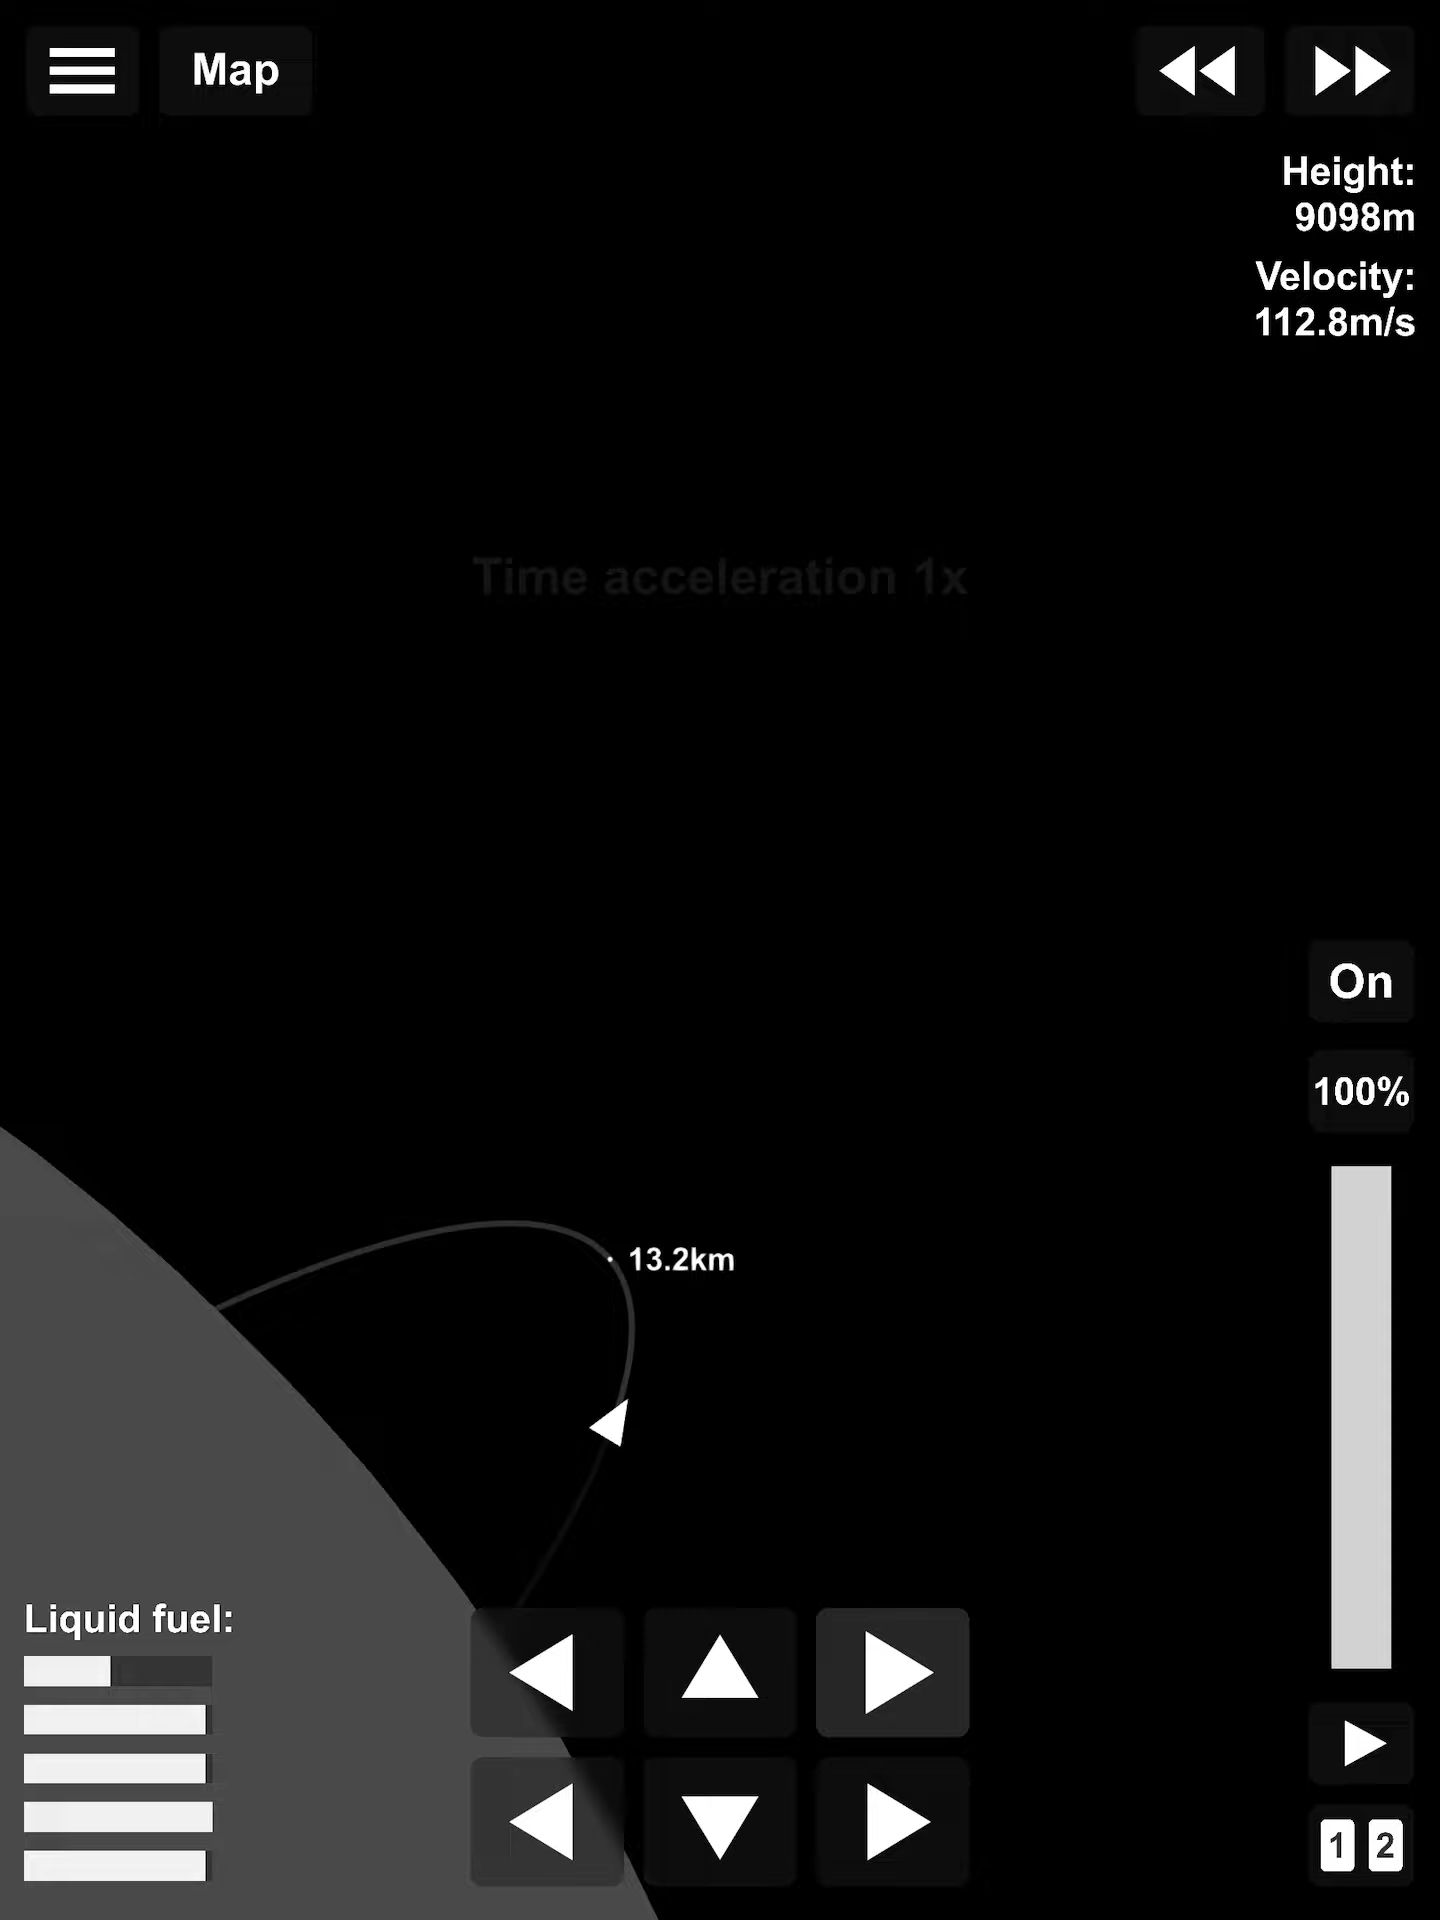 Map
Height:
9098m
Velocity:
112.8m/s
Time acceleration 1x
On
100%
13.2km
Liquid fuel:
1 2